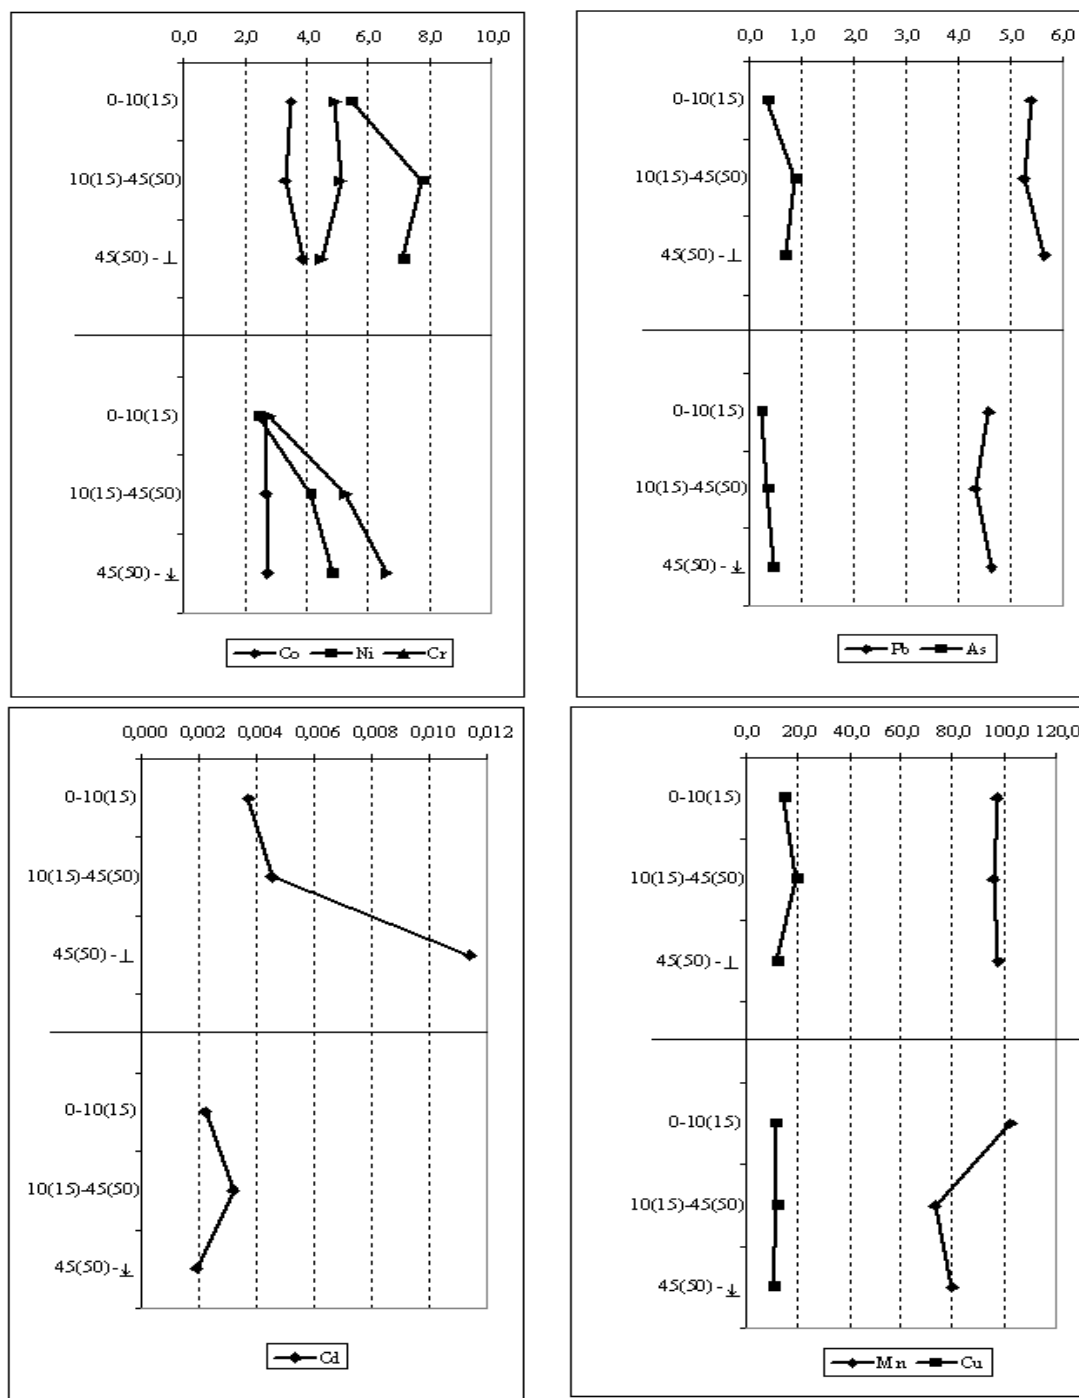 0,0 2,0 4,0 6,0 8,0 10,0
0-10(15)
10(15)-45(50)
45(50) - ⊥
0-10(15)
10(15)-45(50)
45(50) - ⍊
Co Ni Cr
0,0 1,0 2,0 3,0 4,0 5,0 6,0
0-10(15)
10(15)-45(50)
45(50) - ⊥
0-10(15)
10(15)-45(50)
45(50) - ⍊
Pb As
0,000 0,002 0,004 0,006 0,008 0,010 0,012
0-10(15)
10(15)-45(50)
45(50) - ⊥
0-10(15)
10(15)-45(50)
45(50) - ⍊
Cd
0,0 20,0 40,0 60,0 80,0 100,0 120,0
0-10(15)
10(15)-45(50)
45(50) - ⊥
0-10(15)
10(15)-45(50)
45(50) - ⍊
Mn Cu